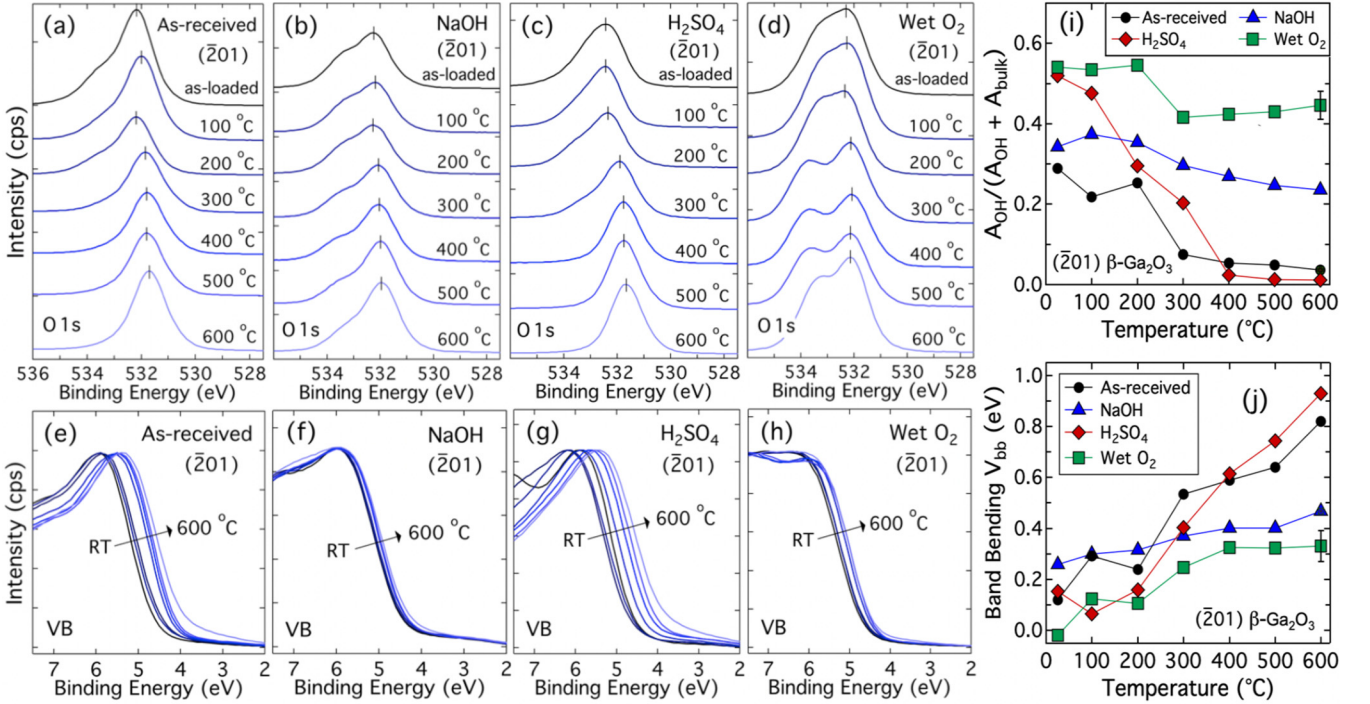 (a) As-received
(2̅01)
as-loaded
100 °C
200 °C
300 °C
400 °C
500 °C
600 °C
O 1s
Intensity (cps)
536 534 532 530 528
Binding Energy (eV)
(b) NaOH
(2̅01)
as-loaded
100 °C
200 °C
300 °C
400 °C
500 °C
600 °C
O 1s
534 532 530 528
Binding Energy (eV)
(c) H₂SO₄
(2̅01)
as-loaded
100 °C
200 °C
300 °C
400 °C
500 °C
600 °C
O 1s
534 532 530 528
Binding Energy (eV)
(d) Wet O₂
(2̅01)
as-loaded
100 °C
200 °C
300 °C
400 °C
500 °C
600 °C
O 1s
534 532 530 528
Binding Energy (eV)
(i)
As-received NaOH
H₂SO₄ Wet O₂
A_OH/(A_OH + A_bulk)
0.6
0.4
0.2
0.0
(2̅01) β-Ga₂O₃
0 100 200 300 400 500 600
Temperature (°C)
(e) As-received
(2̅01)
RT 600 °C
VB
Intensity (cps)
7 6 5 4 3 2
Binding Energy (eV)
(f) NaOH
(2̅01)
RT 600 °C
VB
7 6 5 4 3 2
Binding Energy (eV)
(g) H₂SO₄
(2̅01)
RT 600 °C
VB
7 6 5 4 3 2
Binding Energy (eV)
(h) Wet O₂
(2̅01)
RT 600 °C
VB
7 6 5 4 3 2
Binding Energy (eV)
(j)
As-received
NaOH
H₂SO₄
Wet O₂
Band Bending V_bb (eV)
1.0
0.8
0.6
0.4
0.2
0.0
(2̅01) β-Ga₂O₃
0 100 200 300 400 500 600
Temperature (°C)